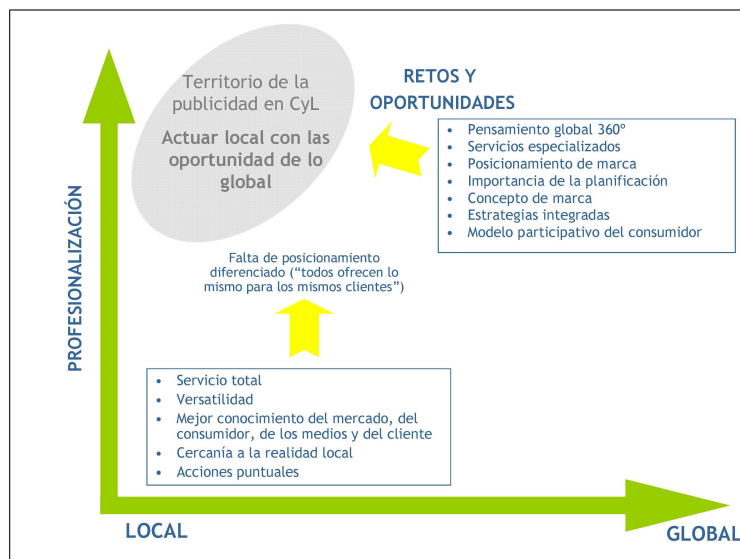 Territorio de la
publicidad en CyL
Actuar local con las
oportunidad de lo
global
RETOS Y
OPORTUNIDADES
• Pensamiento global 360º
• Servicios especializados
• Posicionamiento de marca
• Importancia de la planificación
• Concepto de marca
• Estrategias integradas
• Modelo participativo del consumidor
PROFESIONALIZACIÓN
Falta de posicionamiento
diferenciado (“todos ofrecen lo
mismo para los mismos clientes”)
• Servicio total
• Versatilidad
• Mejor conocimiento del mercado, del
consumidor, de los medios y del cliente
• Cercanía a la realidad local
• Acciones puntuales
LOCAL
GLOBAL